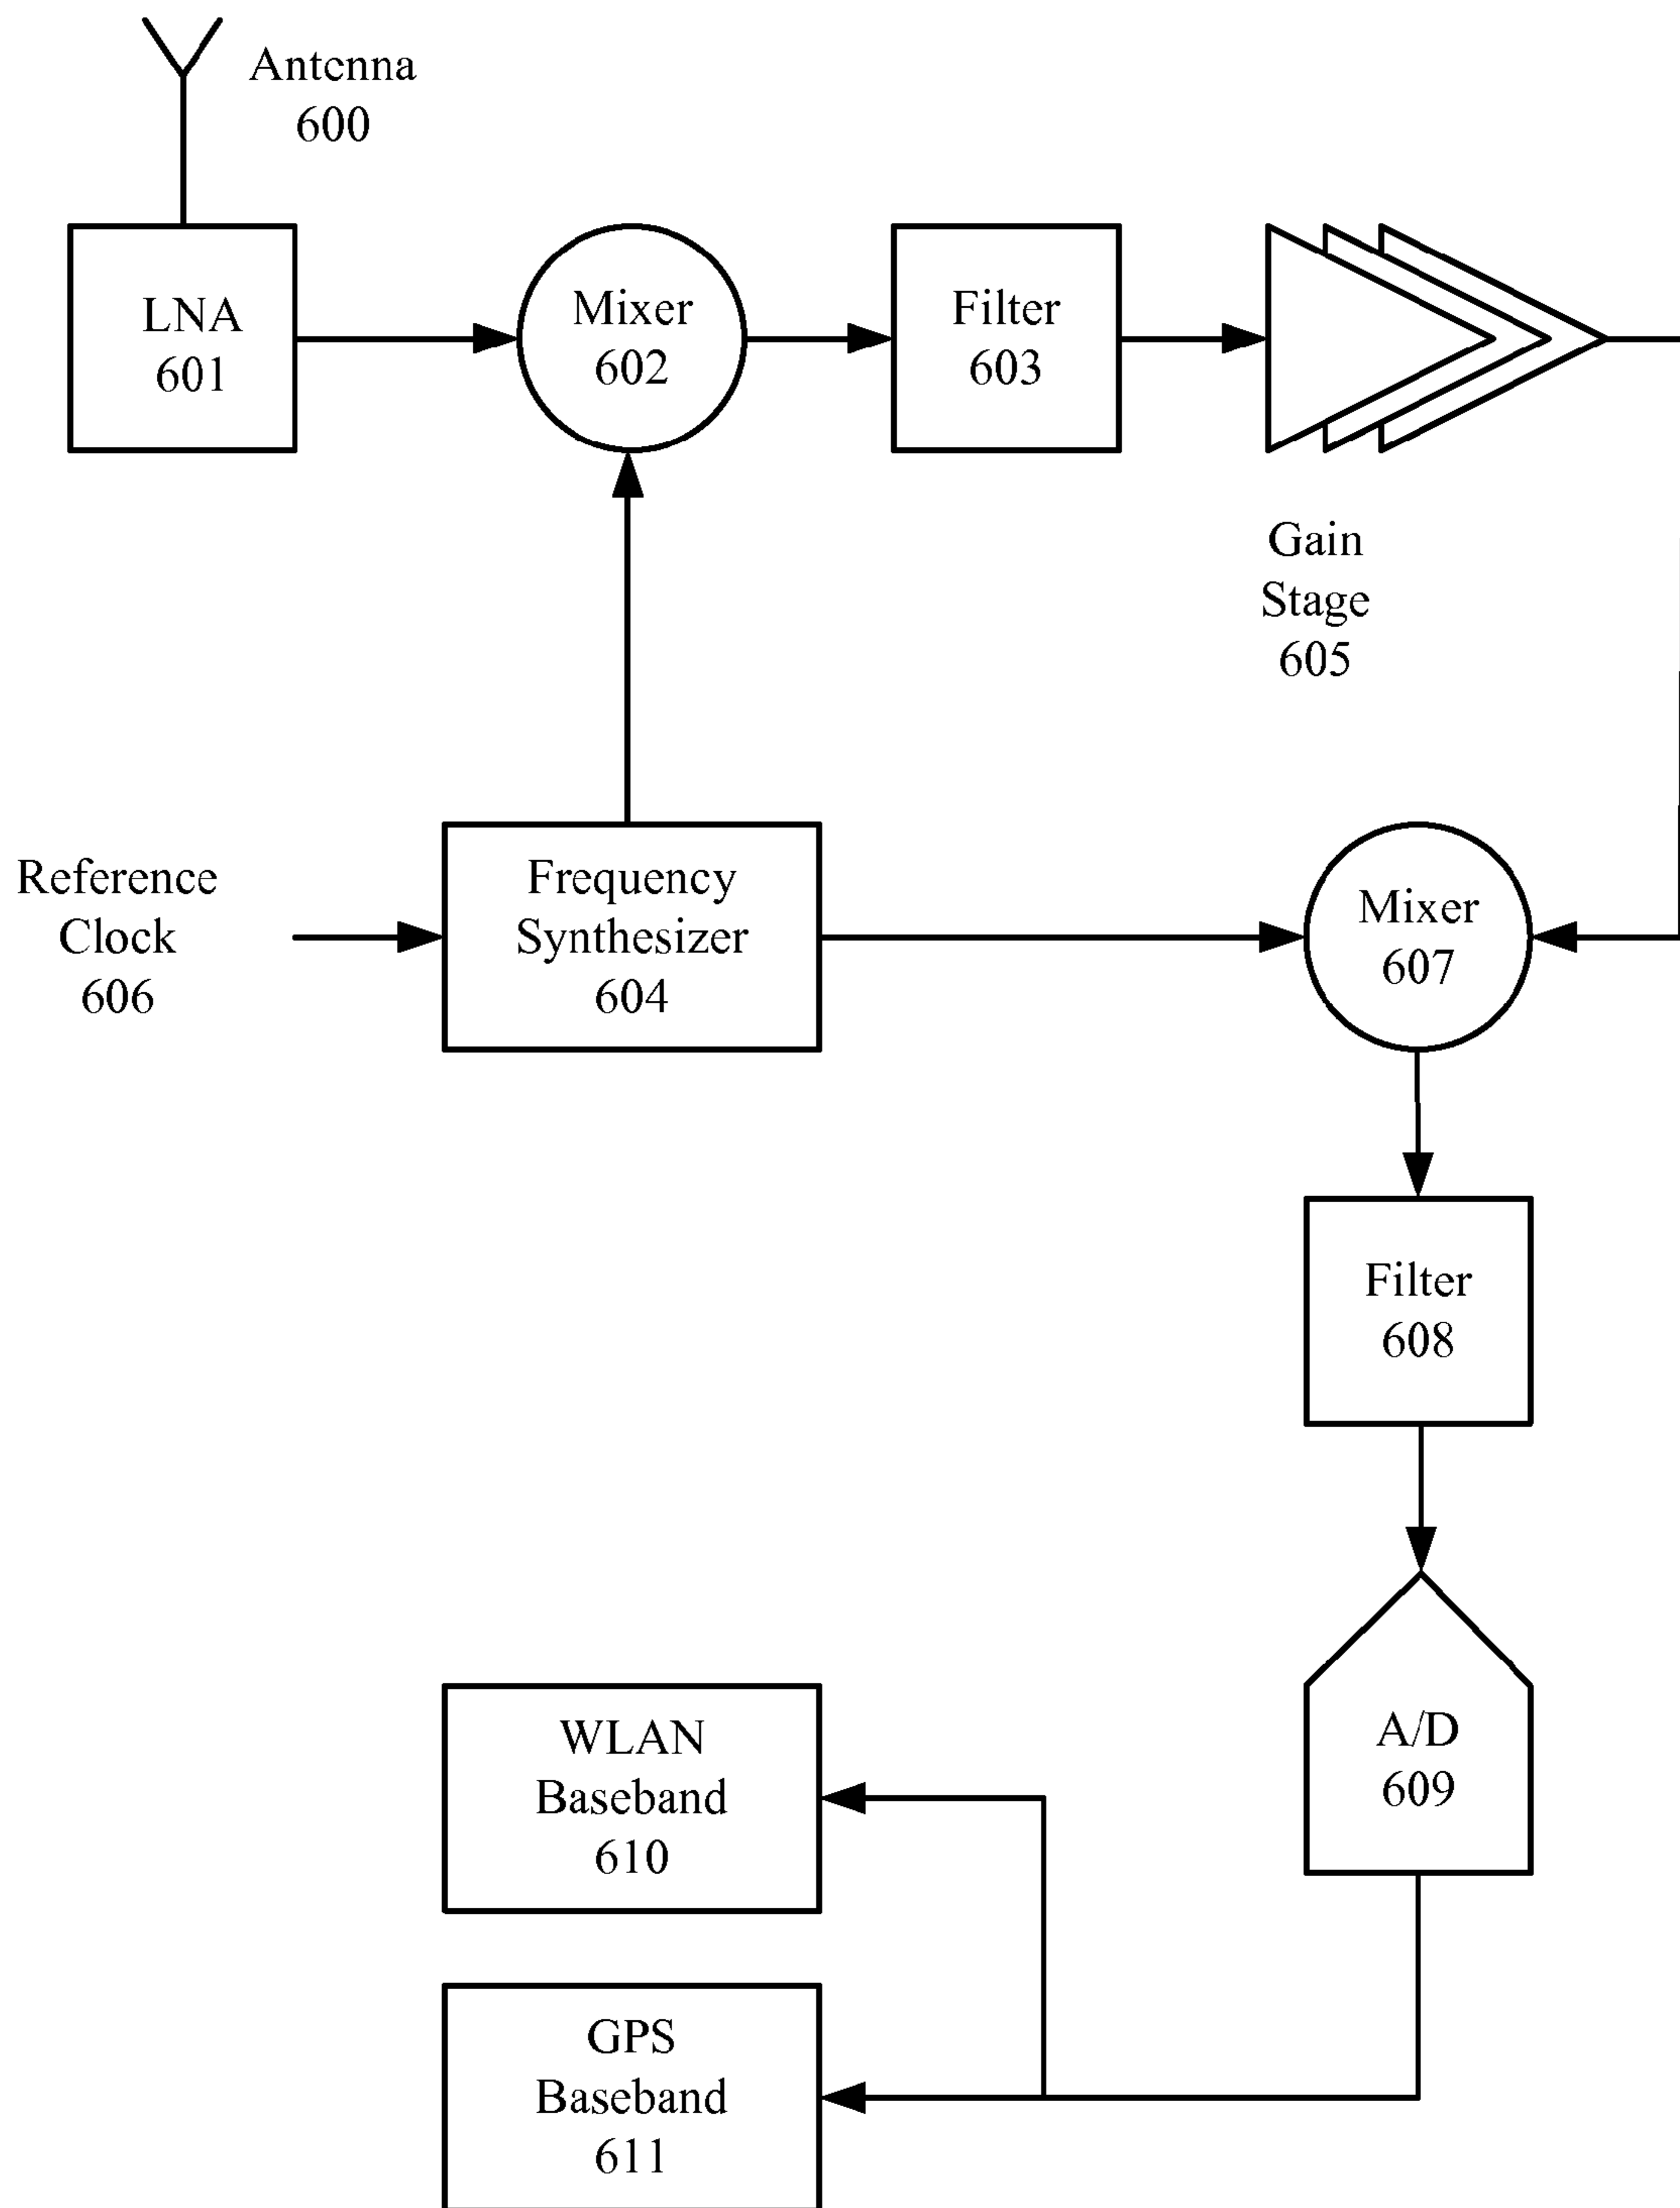 Antenna
600
LNA
601
Mixer
602
Filter
603
Gain
Stage
605
Reference
Clock
606
Frequency
Synthesizer
604
Mixer
607
Filter
608
A/D
609
WLAN
Baseband
610
GPS
Baseband
611